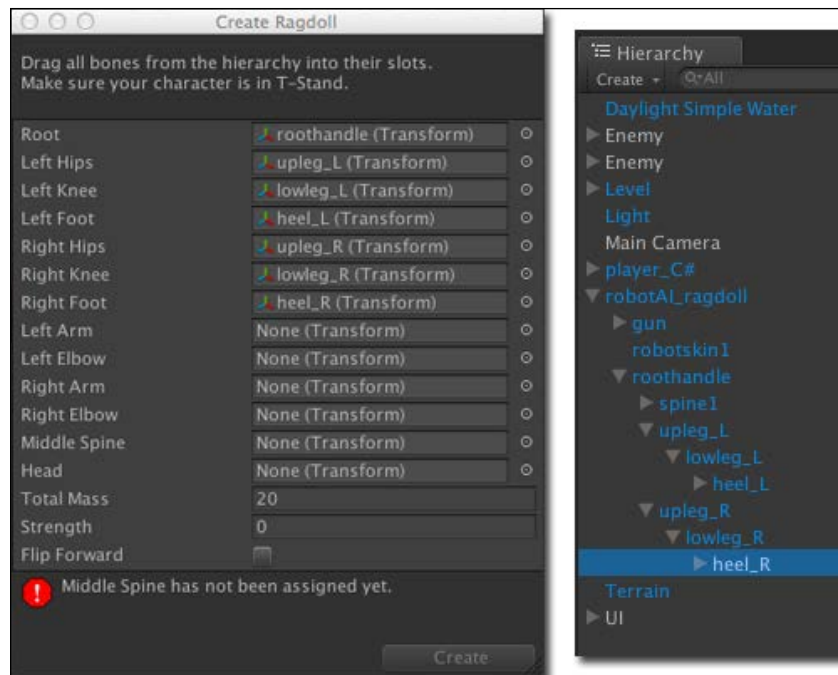 Create Ragdoll
Drag all bones from the hierarchy into their slots.
Make sure your character is in T-Stand.
Root roothandle (Transform)
Left Hips upleg_L (Transform)
Left Knee lowleg_L (Transform)
Left Foot heel_L (Transform)
Right Hips upleg_R (Transform)
Right Knee lowleg_R (Transform)
Right Foot heel_R (Transform)
Left Arm None (Transform)
Left Elbow None (Transform)
Right Arm None (Transform)
Right Elbow None (Transform)
Middle Spine None (Transform)
Head None (Transform)
Total Mass 20
Strength 0
Flip Forward
Middle Spine has not been assigned yet.
Create
Hierarchy
Create All
Daylight Simple Water
Enemy
Enemy
Level
Light
Main Camera
player_C#
robotAI_ragdoll
gun
robotskin1
roothandle
spine1
upleg_L
lowleg_L
heel_L
upleg_R
lowleg_R
heel_R
Terrain
UI